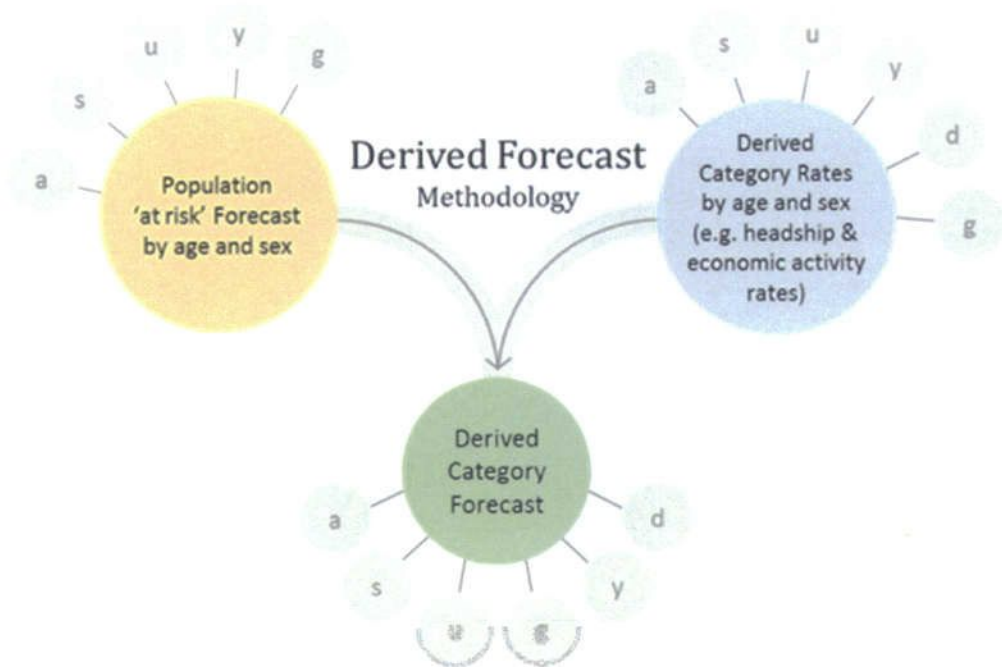 u
y
g
s
a
Population
'at risk' Forecast
by age and sex
Derived Forecast
Methodology
a
s
u
y
d
g
Derived
Category Rates
by age and sex
(e.g. headship &
economic activity
rates)
Derived
Category
Forecast
a
s
d
y